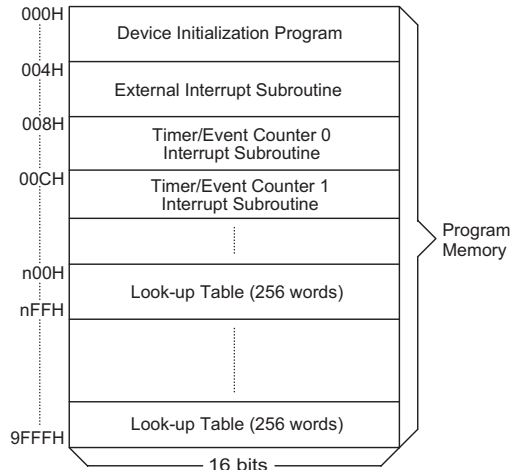 000H
Device Initialization Program
004H
External Interrupt Subroutine
008H
Timer/Event Counter 0
Interrupt Subroutine
00CH
Timer/Event Counter 1
Interrupt Subroutine
Program
Memory
n00H
Look-up Table (256 words)
nFFH
Look-up Table (256 words)
9FFFH
16 bits